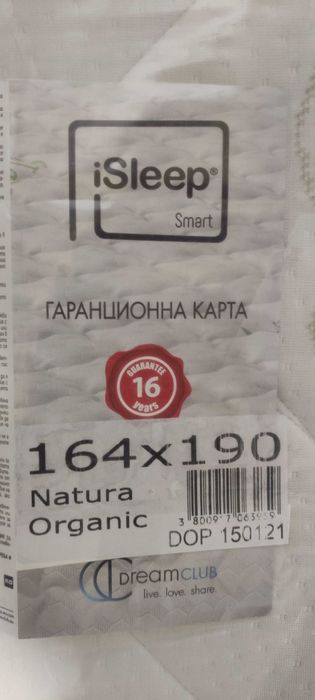 iSleep®
Smart
ГАРАНЦИОННА КАРТА
GUARANTEE
16
years
164x190
Natura
Organic
DOP 150121
DreamCLUB
live. love. share.